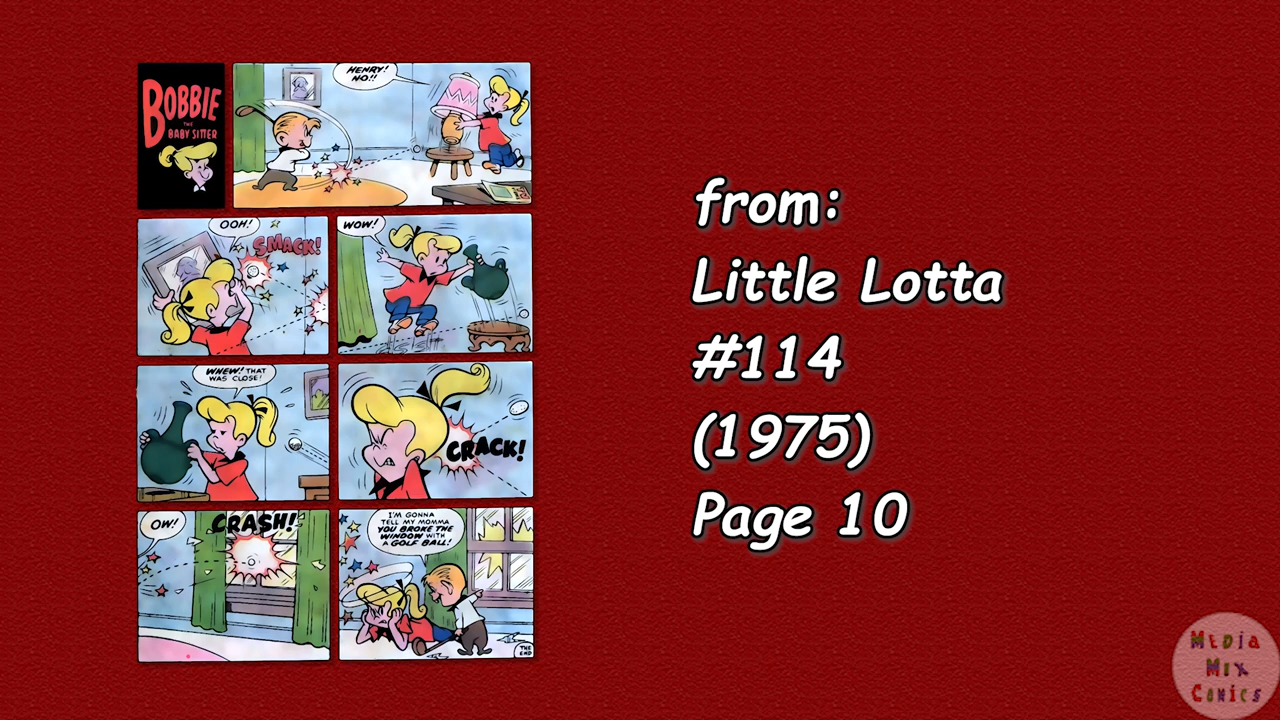 BOBBIE
THE
BABY SITTER
HENRY!
NO!!
OOH!
SMACK!
WOW!
WHEW! THAT
WAS CLOSE!
CRACK!
OW!
CRASH!
I'M GONNA
TELL MY MOMMA
YOU BROKE THE
WINDOW WITH
A GOLF BALL!
THE
END
from:
Little Lotta
#114
(1975)
Page 10
MEDIA
MIX
COMICS